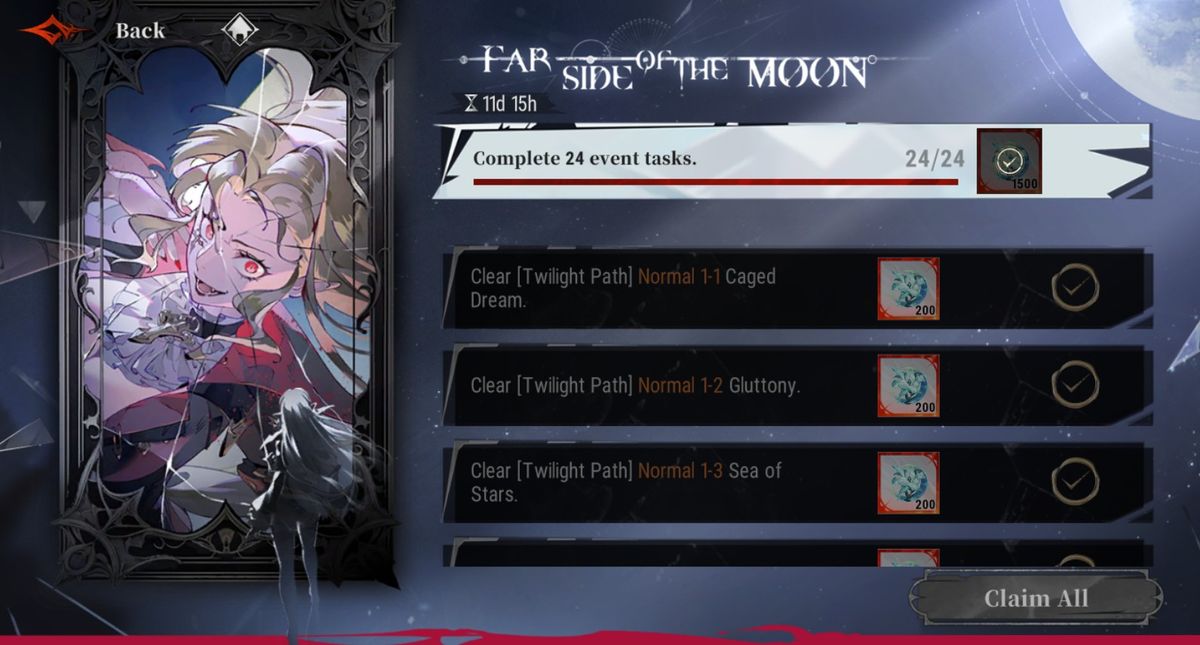 Back
FAR SIDE OF THE MOON
11d 15h
Complete 24 event tasks.
24/24
1500
Clear [Twilight Path] Normal 1-1 Caged
Dream.
200
Clear [Twilight Path] Normal 1-2 Gluttony.
200
Clear [Twilight Path] Normal 1-3 Sea of
Stars.
200
Claim All